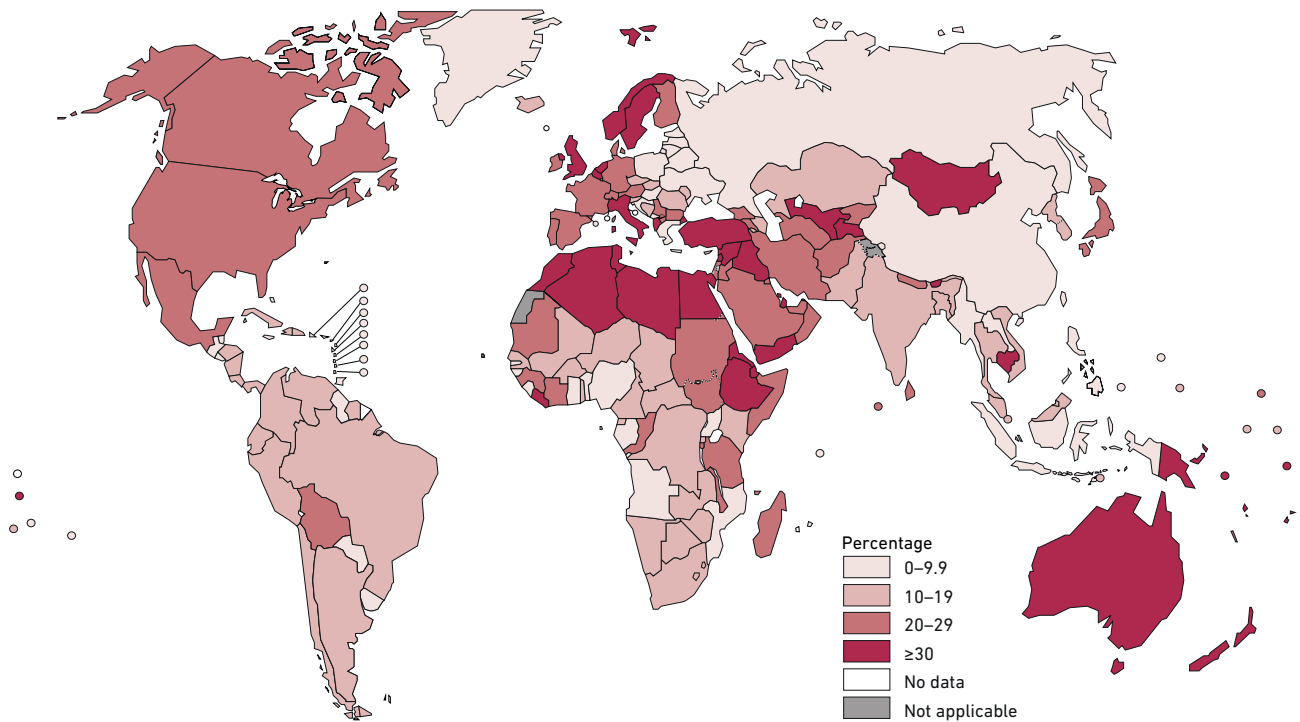 Percentage
0–9.9
10–19
20–29
≥30
No data
Not applicable